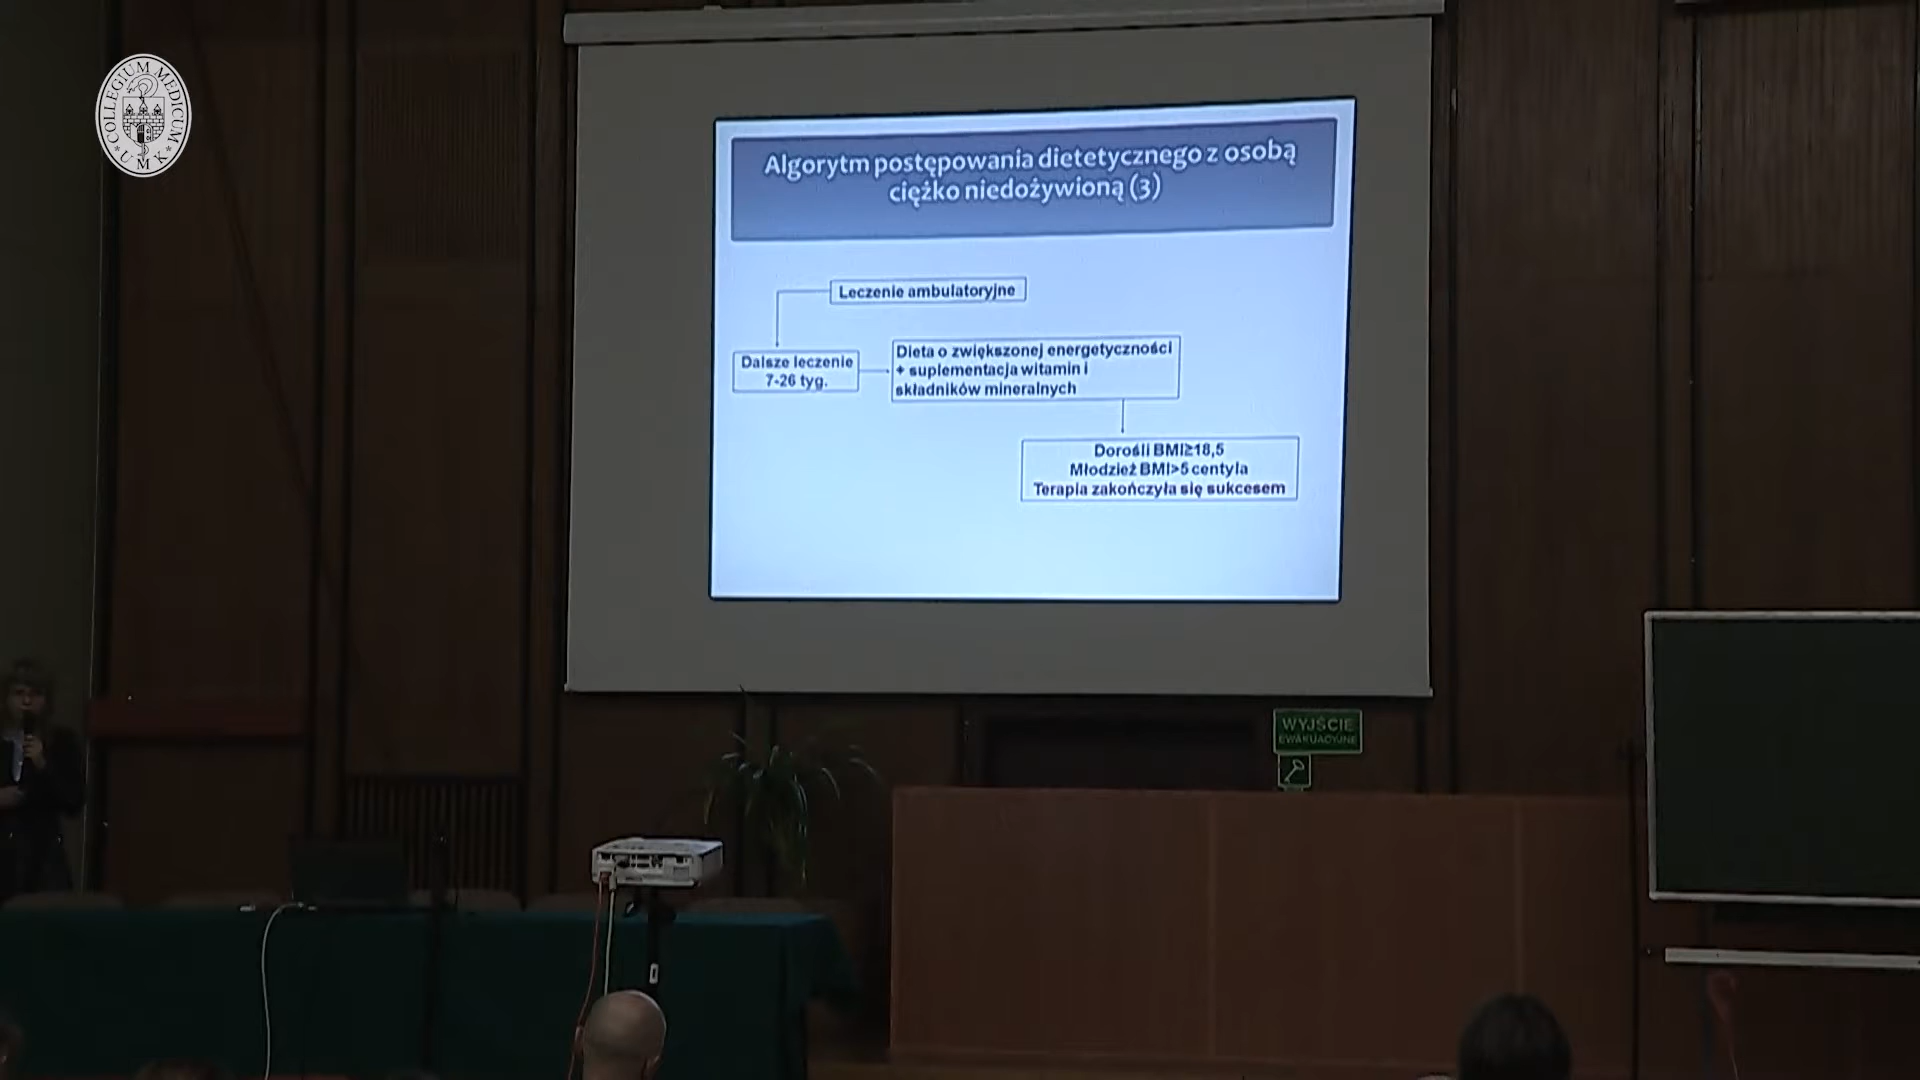 COLLEGIUM MEDICUM
* UMK *
Algorytm postępowania dietetycznego z osobą
ciężko niedożywioną (3)
Leczenie ambulatoryjne
Dalsze leczenie
7-26 tyg.
Dieta o zwiększonej energetyczności
+ suplementacja witamin i
składników mineralnych
Dorośli BMI≥18,5
Młodzież BMI>5 centyla
Terapia zakończyła się sukcesem
WYJŚCIE
EWAKUACYJNE